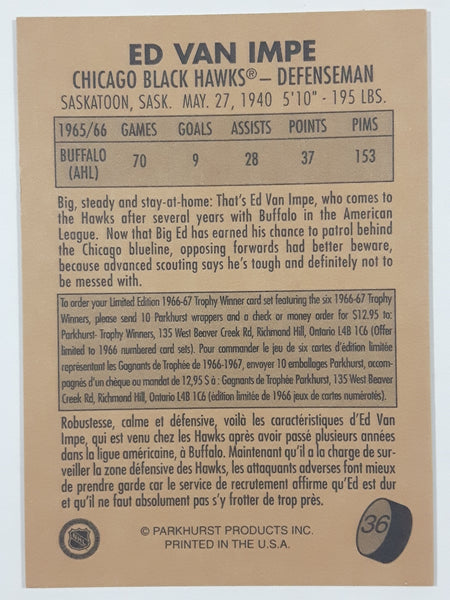 ED VAN IMPE
CHICAGO BLACK HAWKS® – DEFENSEMAN
SASKATOON, SASK. MAY. 27, 1940 5'10" - 195 LBS.
1965/66 GAMES GOALS ASSISTS POINTS PIMS
BUFFALO (AHL) 70 9 28 37 153
Big, steady and stay-at-home: That's Ed Van Impe, who comes to
the Hawks after several years with Buffalo in the American
League. Now that Big Ed has earned his chance to patrol behind
the Chicago blueline, opposing forwards had better beware,
because advanced scouting says he's tough and definitely not to
be messed with.
To order your Limited Edition 1966-67 Trophy Winner card set featuring the six 1966-67 Trophy
Winners, please send 10 Parkhurst wrappers and a check or money order for $12.95 to:
Parkhurst- Trophy Winners, 135 West Beaver Creek Rd, Richmond Hill, Ontario L4B 1C6 (Offer
limited to 1966 numbered card sets). Pour commander le jeu de six cartes d'édition limitée
représentant les Gagnants de Trophée de 1966-1967, envoyer 10 emballages Parkhurst, accom-
pagnés d'un chèque ou mandat de 12,95 $ à : Gagnants de Trophée Parkhurst, 135 West Beaver
Creek Rd, Richmond Hill, Ontario L4B 1C6 (édition limitée de 1966 jeux de cartes numérotés).
Robustesse, calme et défensive, voilà les caractéristiques d'Ed Van
Impe, qui est venu chez les Hawks après avoir passé plusieurs années
dans la ligue américaine, à Buffalo. Maintenant qu'il a la charge de sur-
veiller la zone défensive des Hawks, les attaquants adverses font mieux
de prendre garde car le service de recrutement affirme qu'Ed est dur
et qu'il ne faut absolument pas s'y frotter de trop près.
NHL
© PARKHURST PRODUCTS INC.
PRINTED IN THE U.S.A.
36